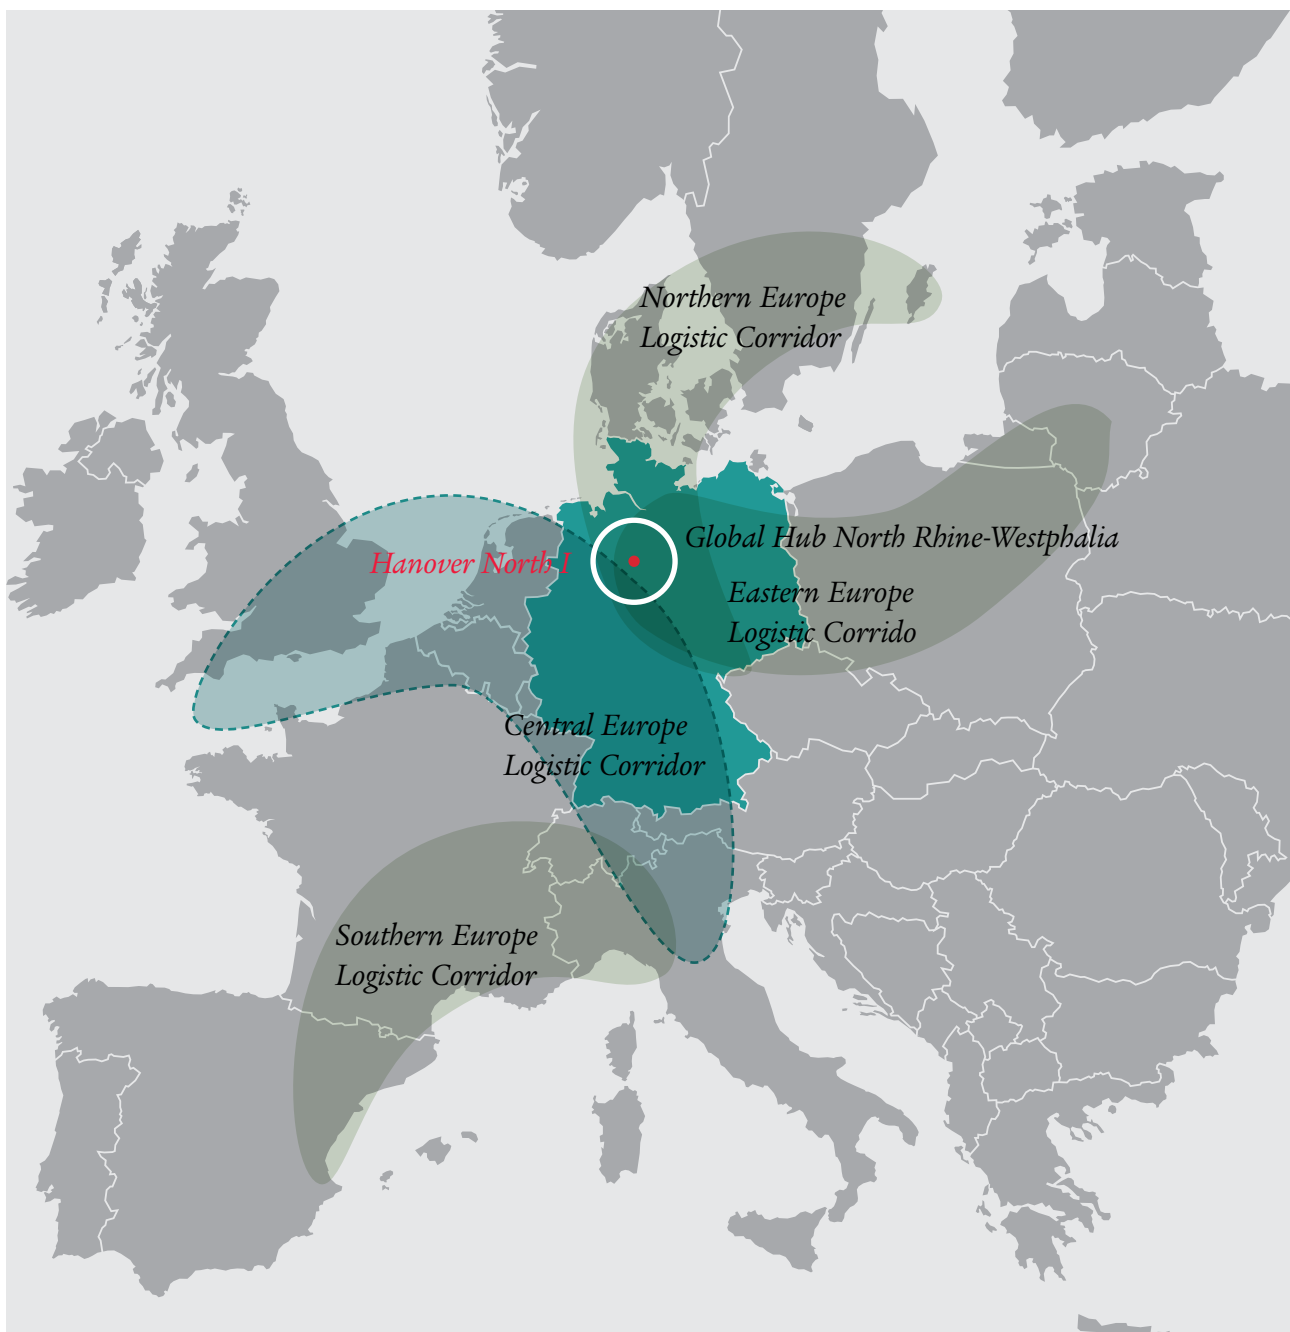 Northern Europe
Logistic Corridor
Global Hub North Rhine-Westphalia
Hanover North I
Eastern Europe
Logistic Corrido
Central Europe
Logistic Corridor
Southern Europe
Logistic Corridor